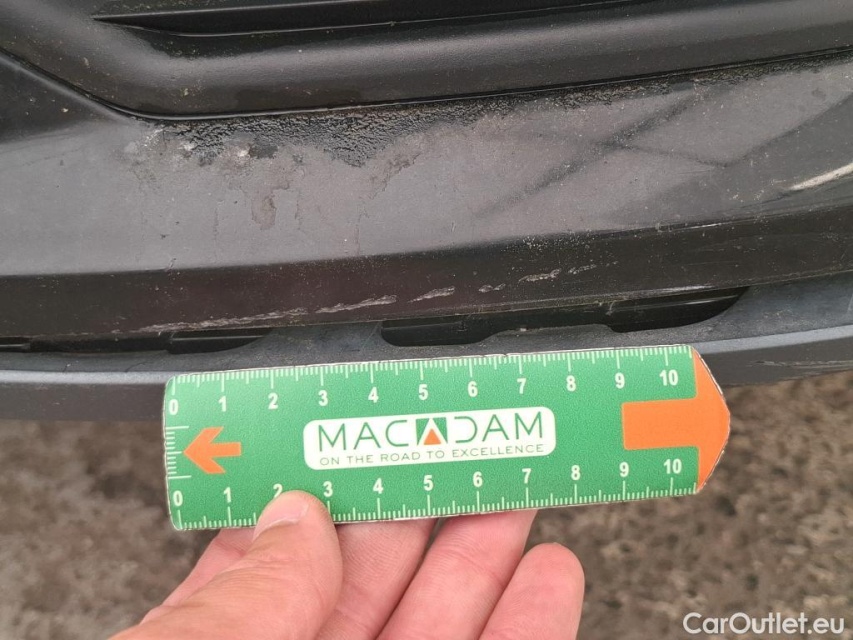 0 1 2 3 4 5 6 7 8 9 10
MACADAM
ON THE ROAD TO EXCELLENCE
0 1 2 3 4 5 6 7 8 9 10
CarOutlet.eu